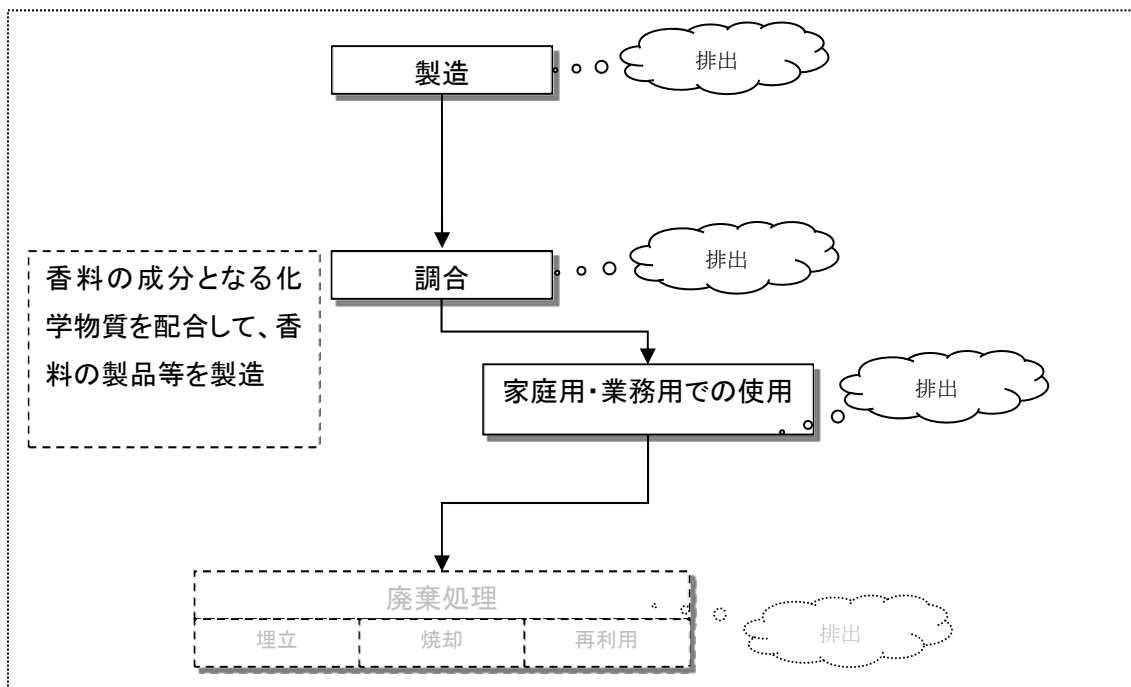 製造
排出
調合
排出
香料の成分となる化
学物質を配合して、香
料の製品等を製造
家庭用・業務用での使用
排出
廃棄処理
埋立
焼却
再利用
排出